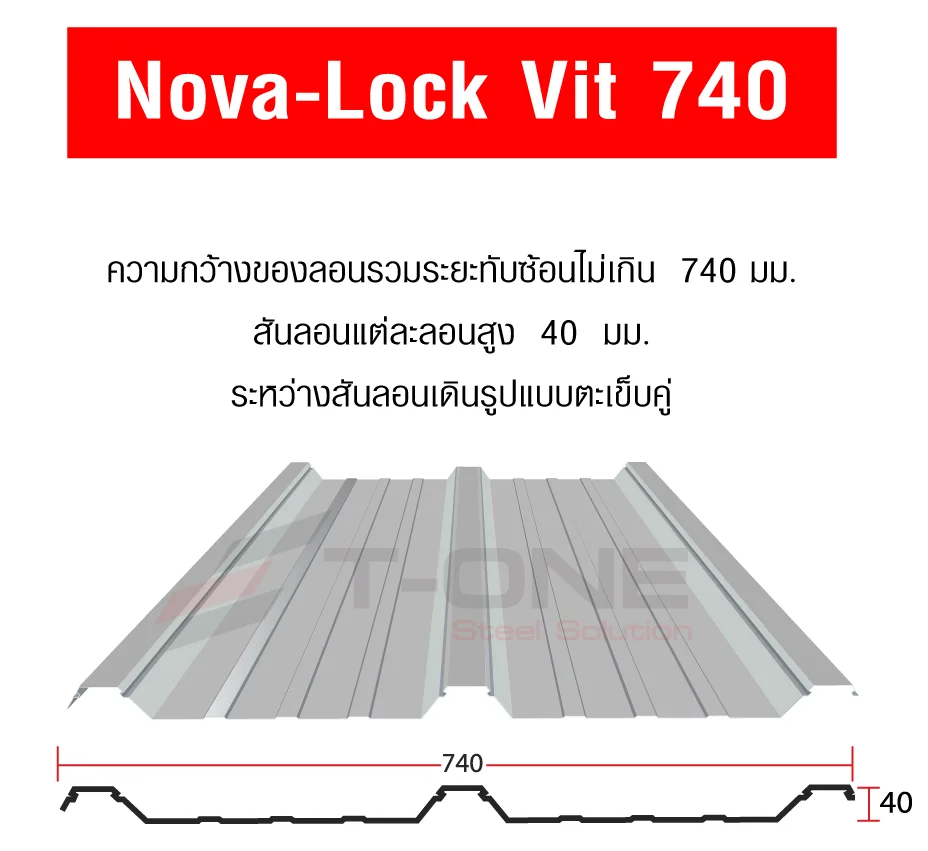 Nova-Lock Vit 740
ความกว้างของลอนรวมระยะทับซ้อนไม่เกิน 740 มม.
สันลอนแต่ละลอนสูง 40 มม.
ระหว่างสันลอนเดินรูปแบบตะเข็บคู่
T-ONE
Steel Solution
740
40